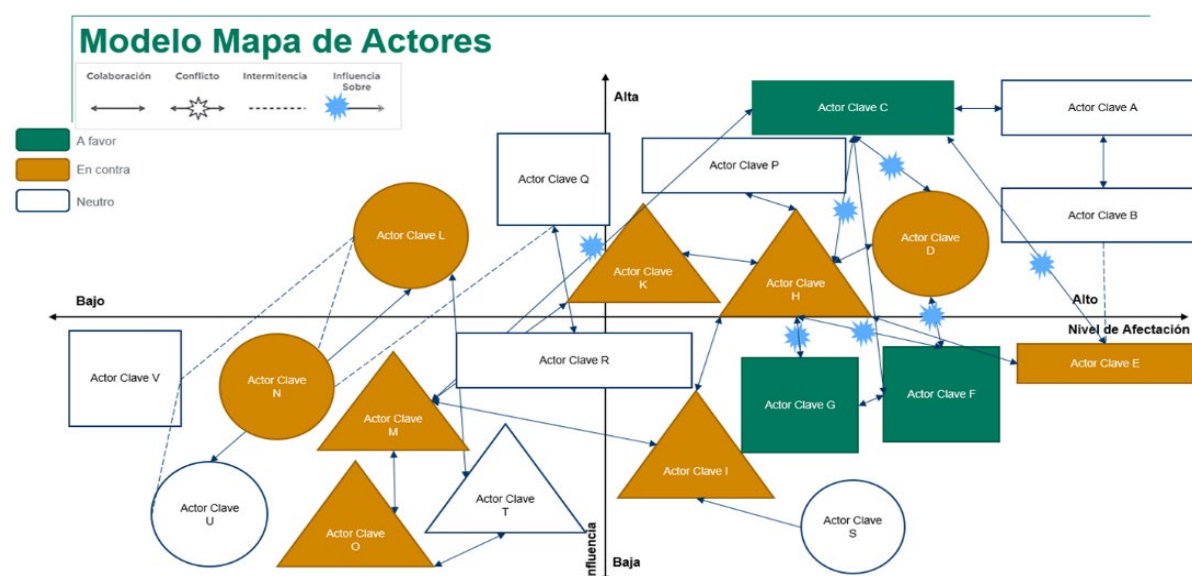 Modelo Mapa de Actores
Colaboración
Conflicto
Intermitencia
Influencia
Sobre
A favor
En contra
Neutro
Alta
Actor Clave C
Actor Clave A
Actor Clave P
Actor Clave Q
Actor Clave B
Actor Clave L
Actor Clave
D
Actor Clave
K
Actor Clave
H
Bajo
Alto
Nivel de Afectación
Actor Clave V
Actor Clave
N
Actor Clave R
Actor Clave E
Actor Clave G
Actor Clave F
Actor Clave
M
Actor Clave I
Actor Clave
U
Actor Clave
O
Actor Clave
T
Actor Clave
S
nfluencia
Baja